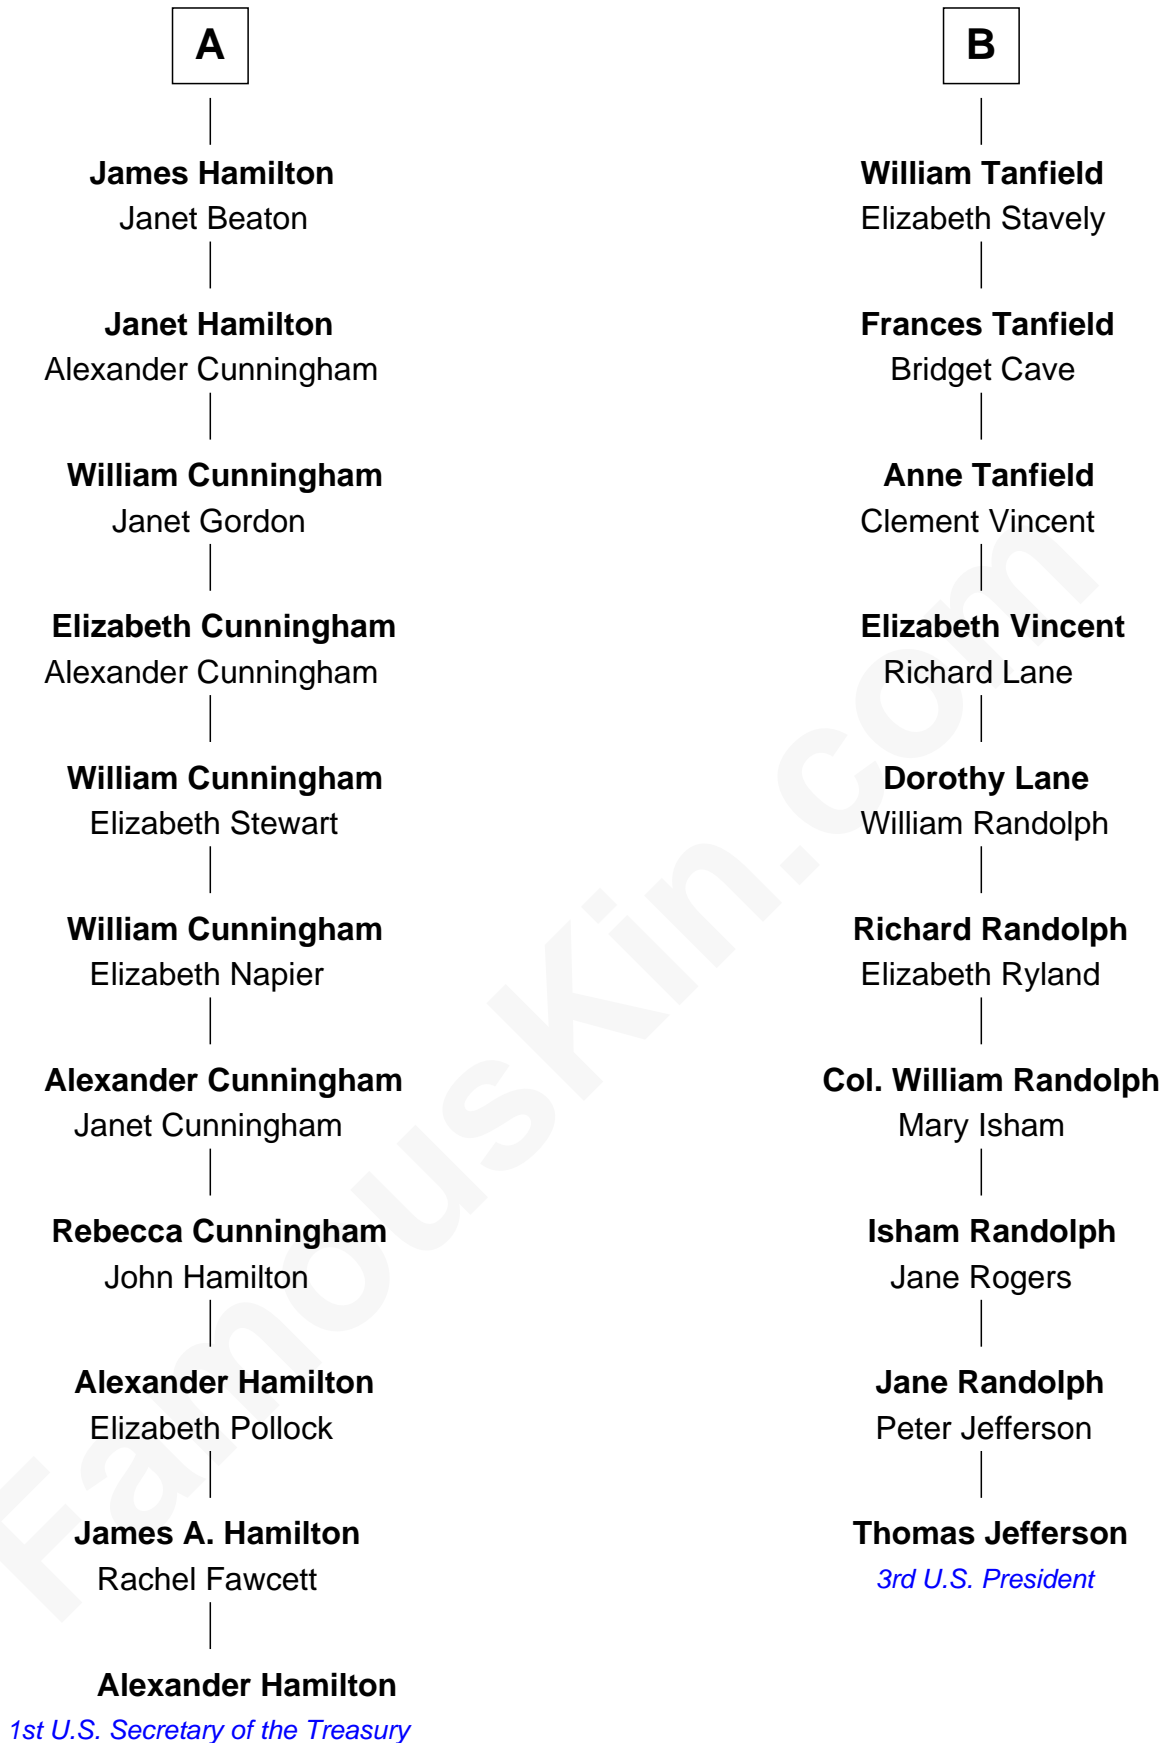 A
James Hamilton
Janet Beaton
Janet Hamilton
Alexander Cunningham
William Cunningham
Janet Gordon
Elizabeth Cunningham
Alexander Cunningham
William Cunningham
Elizabeth Stewart
William Cunningham
Elizabeth Napier
Alexander Cunningham
Janet Cunningham
Rebecca Cunningham
John Hamilton
Alexander Hamilton
Elizabeth Pollock
James A. Hamilton
Rachel Fawcett
Alexander Hamilton
1st U.S. Secretary of the Treasury
B
William Tanfield
Elizabeth Stavely
Frances Tanfield
Bridget Cave
Anne Tanfield
Clement Vincent
Elizabeth Vincent
Richard Lane
Dorothy Lane
William Randolph
Richard Randolph
Elizabeth Ryland
Col. William Randolph
Mary Isham
Isham Randolph
Jane Rogers
Jane Randolph
Peter Jefferson
Thomas Jefferson
3rd U.S. President
FamousKin.com